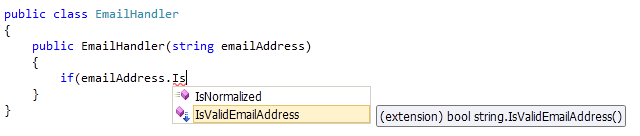 public class EmailHandler
{
    public EmailHandler(string emailAddress)
    {
        if(emailAddress.Is
IsNormalized
    }
IsValidEmailAddress (extension) bool string.IsValidEmailAddress()
}